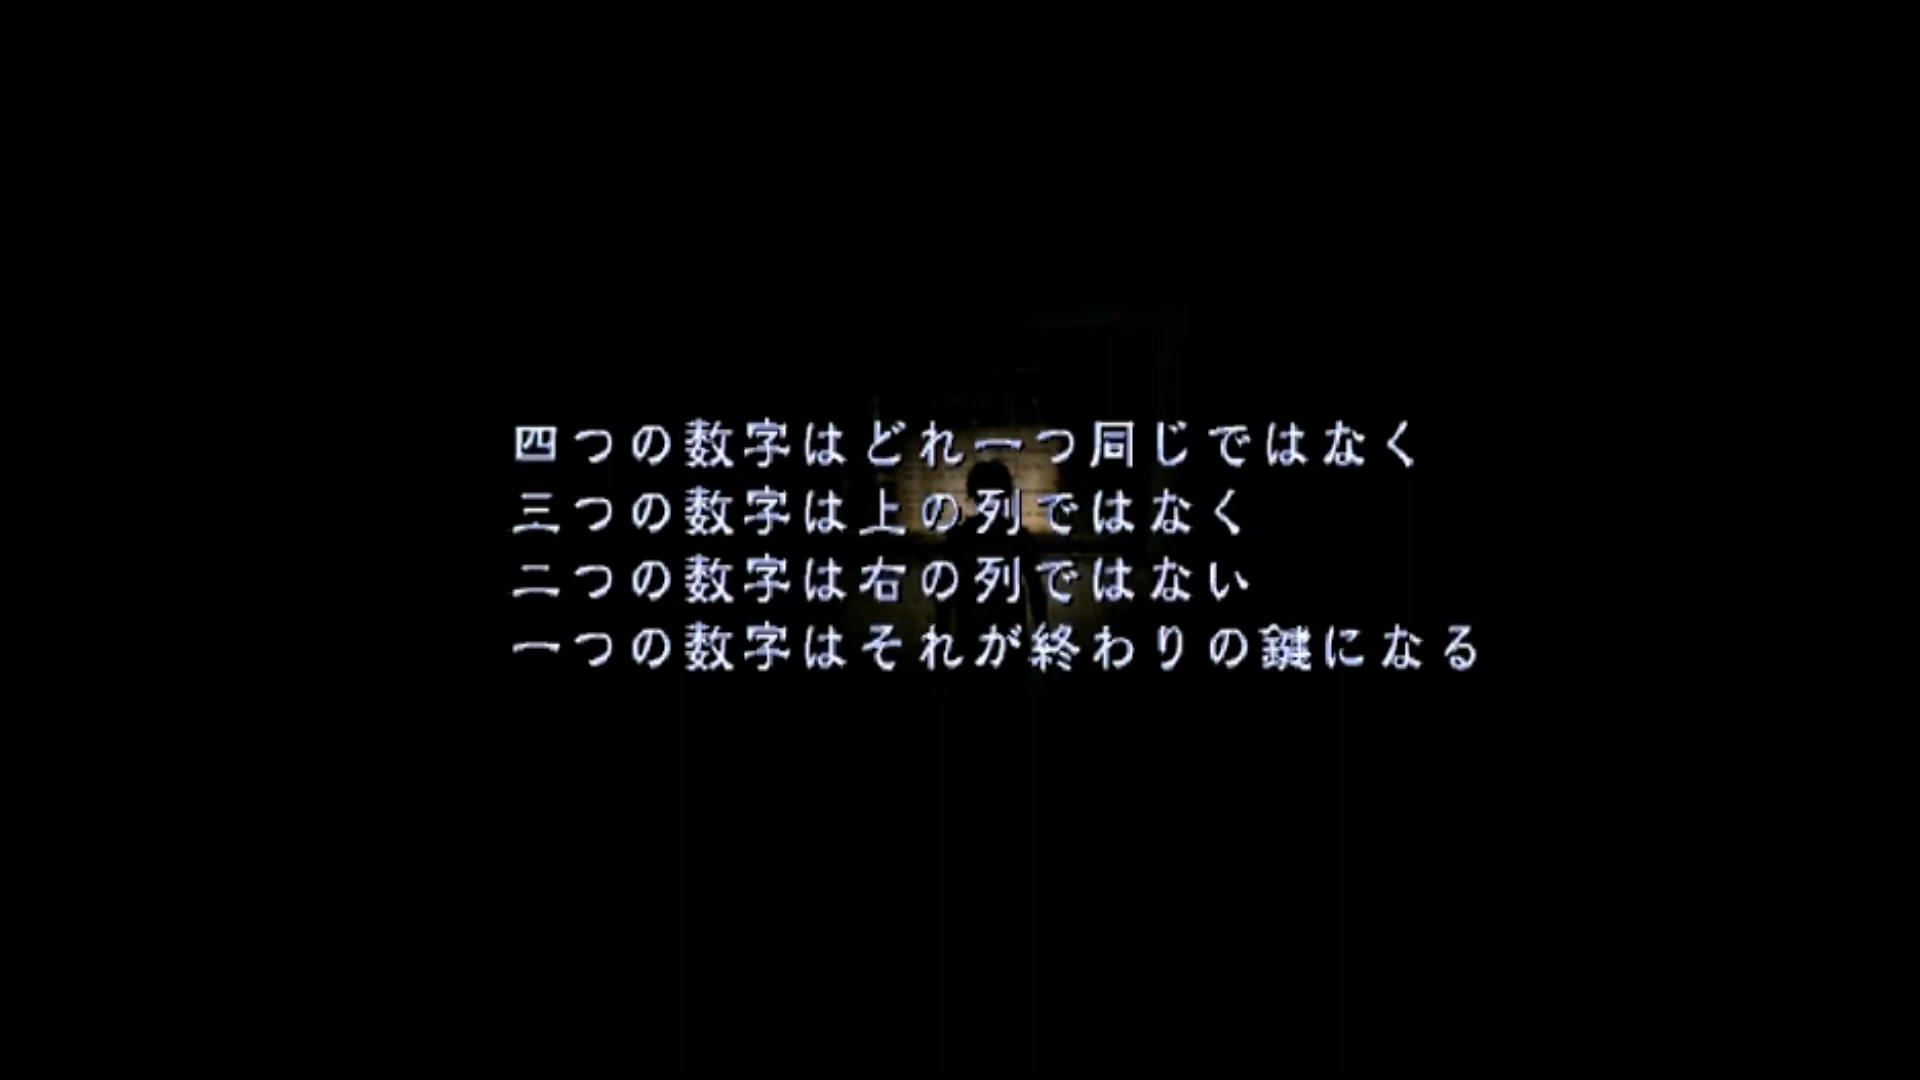 四つの数字はどれ一つ同じではなく
三つの数字は上の列ではなく
二つの数字は右の列ではない
一つの数字はそれが終わりの鍵になる